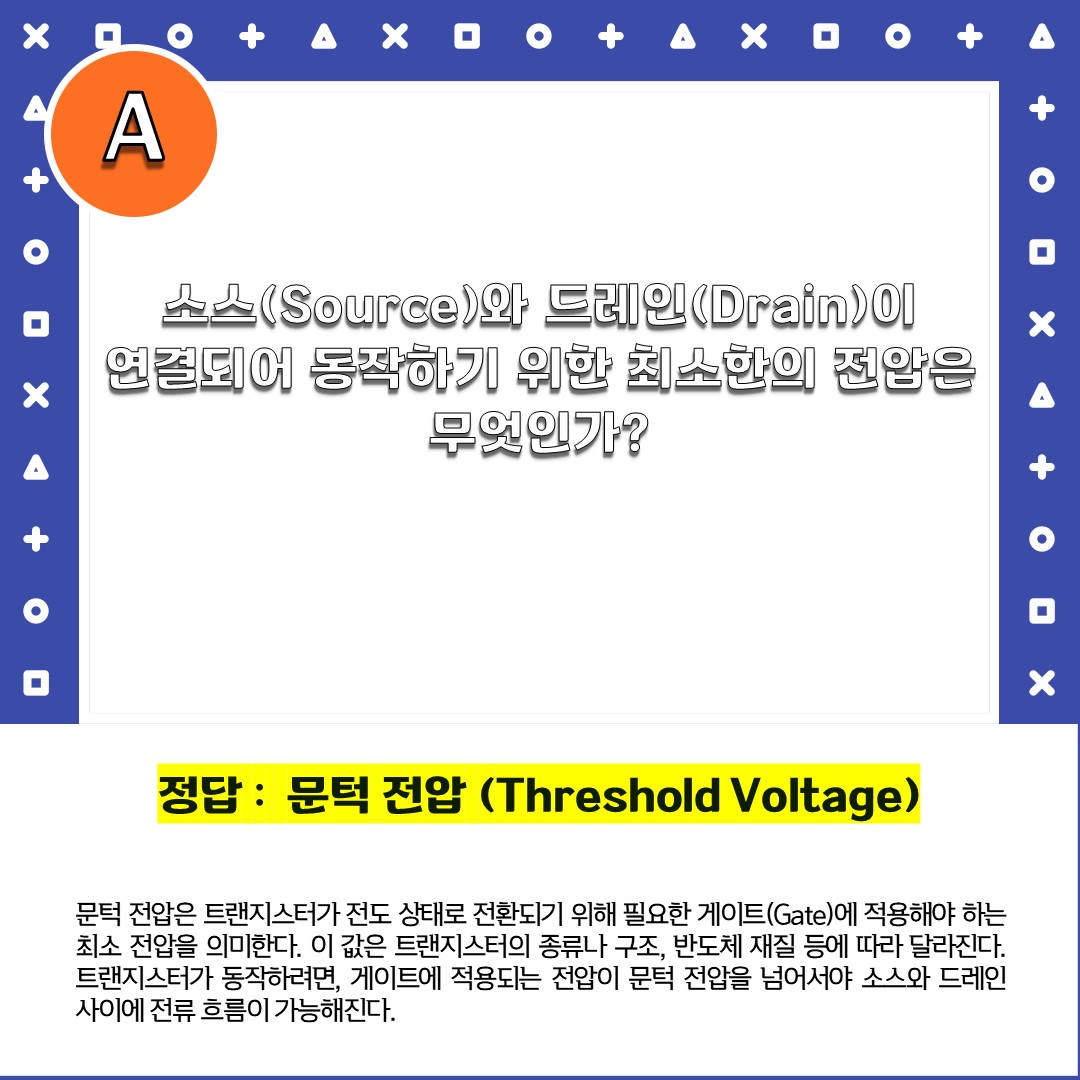 A
소스(Source)와 드레인(Drain)이
연결되어 동작하기 위한 최소한의 전압은
무엇인가?
정답 : 문턱 전압 (Threshold Voltage)
문턱 전압은 트랜지스터가 전도 상태로 전환되기 위해 필요한 게이트(Gate)에 적용해야 하는
최소 전압을 의미한다. 이 값은 트랜지스터의 종류나 구조, 반도체 재질 등에 따라 달라진다.
트랜지스터가 동작하려면, 게이트에 적용되는 전압이 문턱 전압을 넘어서야 소스와 드레인
사이에 전류 흐름이 가능해진다.